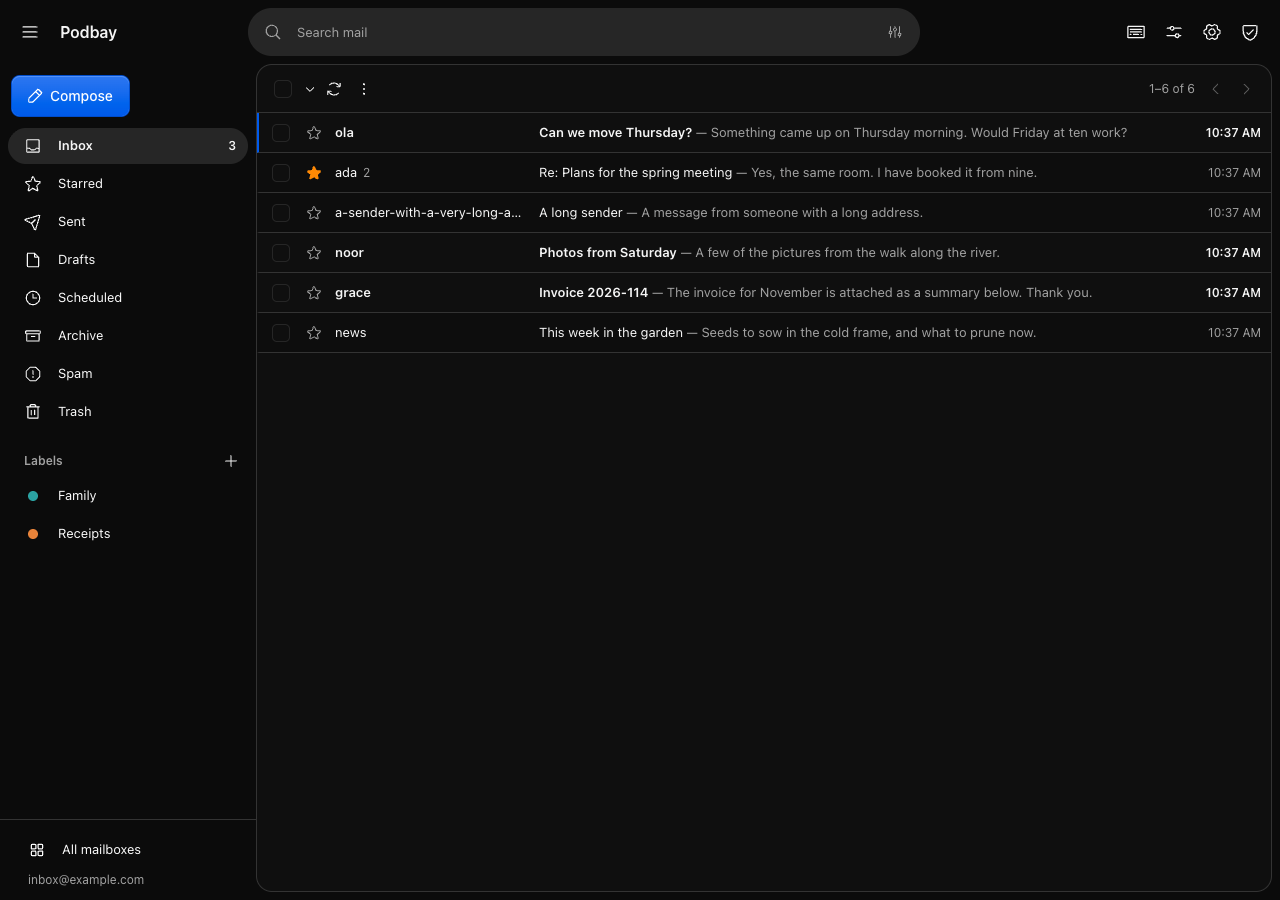 Podbay
Search mail
Compose
Inbox 3
Starred
Sent
Drafts
Scheduled
Archive
Spam
Trash
Labels
Family
Receipts
All mailboxes
inbox@example.com
1–6 of 6
ola Can we move Thursday? — Something came up on Thursday morning. Would Friday at ten work? 10:37 AM
ada 2 Re: Plans for the spring meeting — Yes, the same room. I have booked it from nine. 10:37 AM
a-sender-with-a-very-long-a... A long sender — A message from someone with a long address. 10:37 AM
noor Photos from Saturday — A few of the pictures from the walk along the river. 10:37 AM
grace Invoice 2026-114 — The invoice for November is attached as a summary below. Thank you. 10:37 AM
news This week in the garden — Seeds to sow in the cold frame, and what to prune now. 10:37 AM